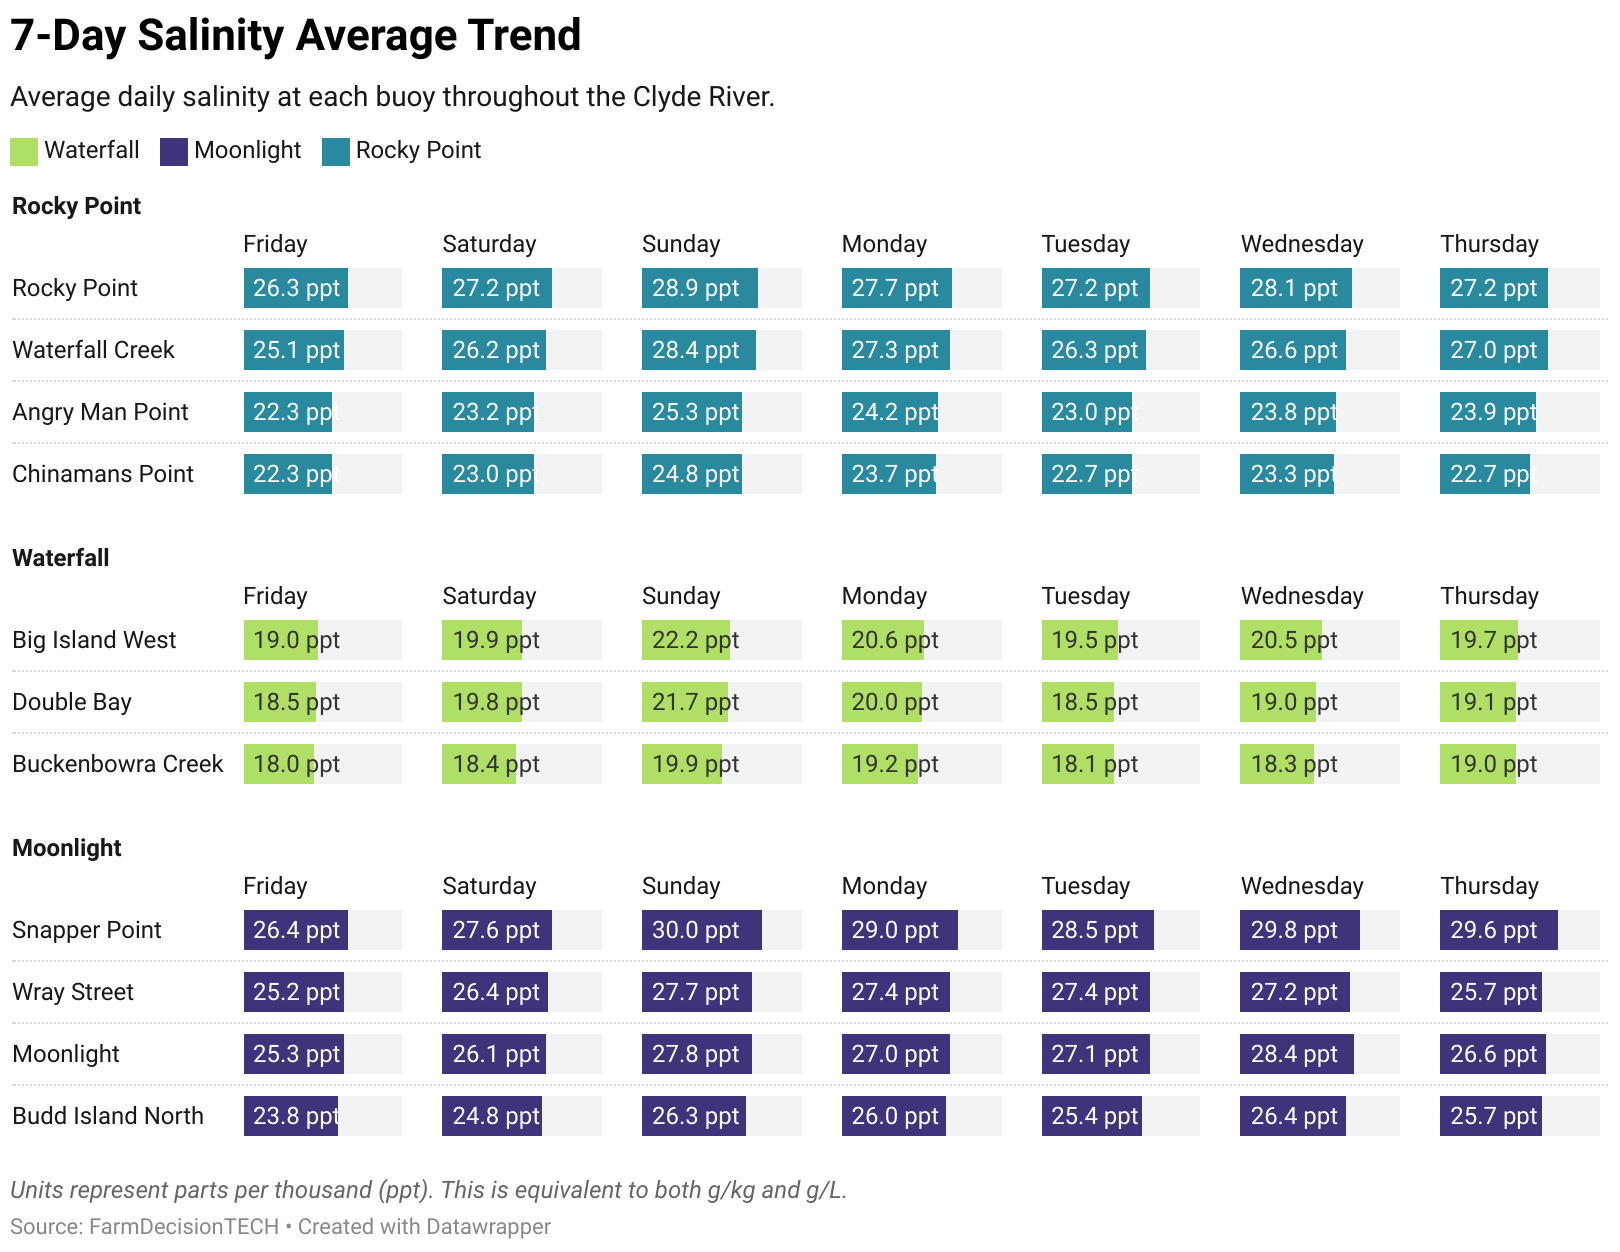 7-Day Salinity Average Trend
Average daily salinity at each buoy throughout the Clyde River.
Waterfall Moonlight Rocky Point
Rocky Point
Friday Saturday Sunday Monday Tuesday Wednesday Thursday
Rocky Point 26.3 ppt 27.2 ppt 28.9 ppt 27.7 ppt 27.2 ppt 28.1 ppt 27.2 ppt
Waterfall Creek 25.1 ppt 26.2 ppt 28.4 ppt 27.3 ppt 26.3 ppt 26.6 ppt 27.0 ppt
Angry Man Point 22.3 ppt 23.2 ppt 25.3 ppt 24.2 ppt 23.0 ppt 23.8 ppt 23.9 ppt
Chinamans Point 22.3 ppt 23.0 ppt 24.8 ppt 23.7 ppt 22.7 ppt 23.3 ppt 22.7 ppt
Waterfall
Friday Saturday Sunday Monday Tuesday Wednesday Thursday
Big Island West 19.0 ppt 19.9 ppt 22.2 ppt 20.6 ppt 19.5 ppt 20.5 ppt 19.7 ppt
Double Bay 18.5 ppt 19.8 ppt 21.7 ppt 20.0 ppt 18.5 ppt 19.0 ppt 19.1 ppt
Buckenbowra Creek 18.0 ppt 18.4 ppt 19.9 ppt 19.2 ppt 18.1 ppt 18.3 ppt 19.0 ppt
Moonlight
Friday Saturday Sunday Monday Tuesday Wednesday Thursday
Snapper Point 26.4 ppt 27.6 ppt 30.0 ppt 29.0 ppt 28.5 ppt 29.8 ppt 29.6 ppt
Wray Street 25.2 ppt 26.4 ppt 27.7 ppt 27.4 ppt 27.4 ppt 27.2 ppt 25.7 ppt
Moonlight 25.3 ppt 26.1 ppt 27.8 ppt 27.0 ppt 27.1 ppt 28.4 ppt 26.6 ppt
Budd Island North 23.8 ppt 24.8 ppt 26.3 ppt 26.0 ppt 25.4 ppt 26.4 ppt 25.7 ppt
Units represent parts per thousand (ppt). This is equivalent to both g/kg and g/L.
Source: FarmDecisionTECH • Created with Datawrapper